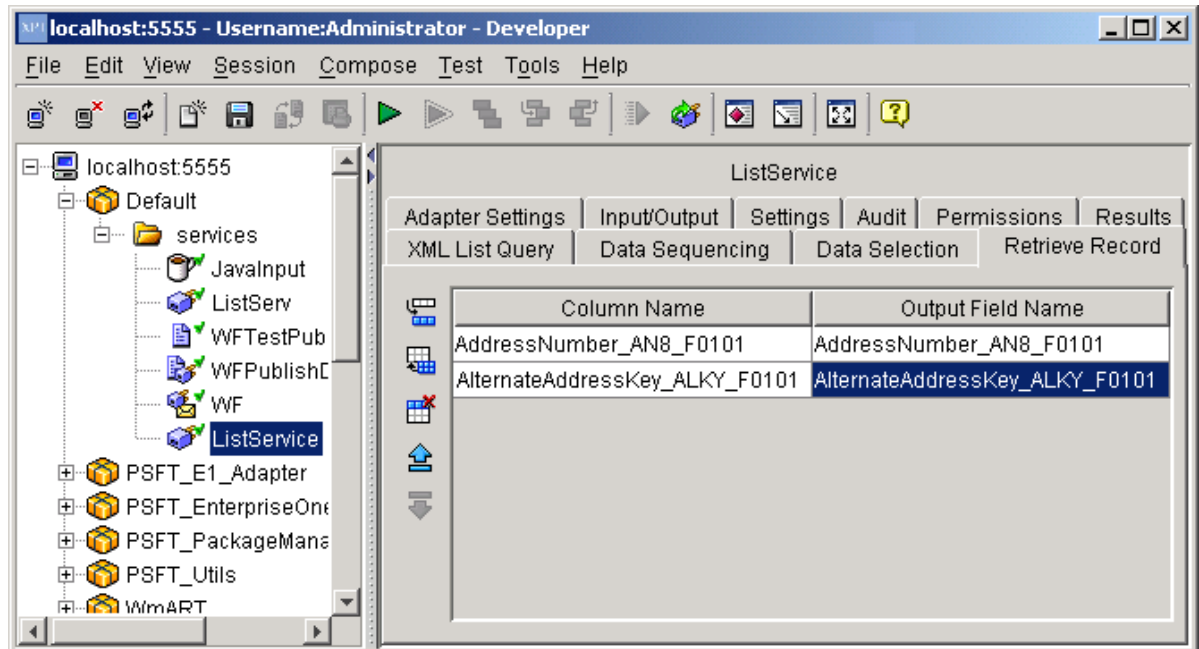 XPI localhost:5555 - Username:Administrator - Developer
File Edit View Session Compose Test Tools Help
localhost:5555
Default
services
JavaInput
ListServ
WFTestPub
WFPublishD
WF
ListService
PSFT_E1_Adapter
PSFT_EnterpriseOne
PSFT_PackageMana
PSFT_Utils
WmART
ListService
Adapter Settings Input/Output Settings Audit Permissions Results
XML List Query Data Sequencing Data Selection Retrieve Record
Column Name Output Field Name
AddressNumber_AN8_F0101 AddressNumber_AN8_F0101
AlternateAddressKey_ALKY_F0101 AlternateAddressKey_ALKY_F0101